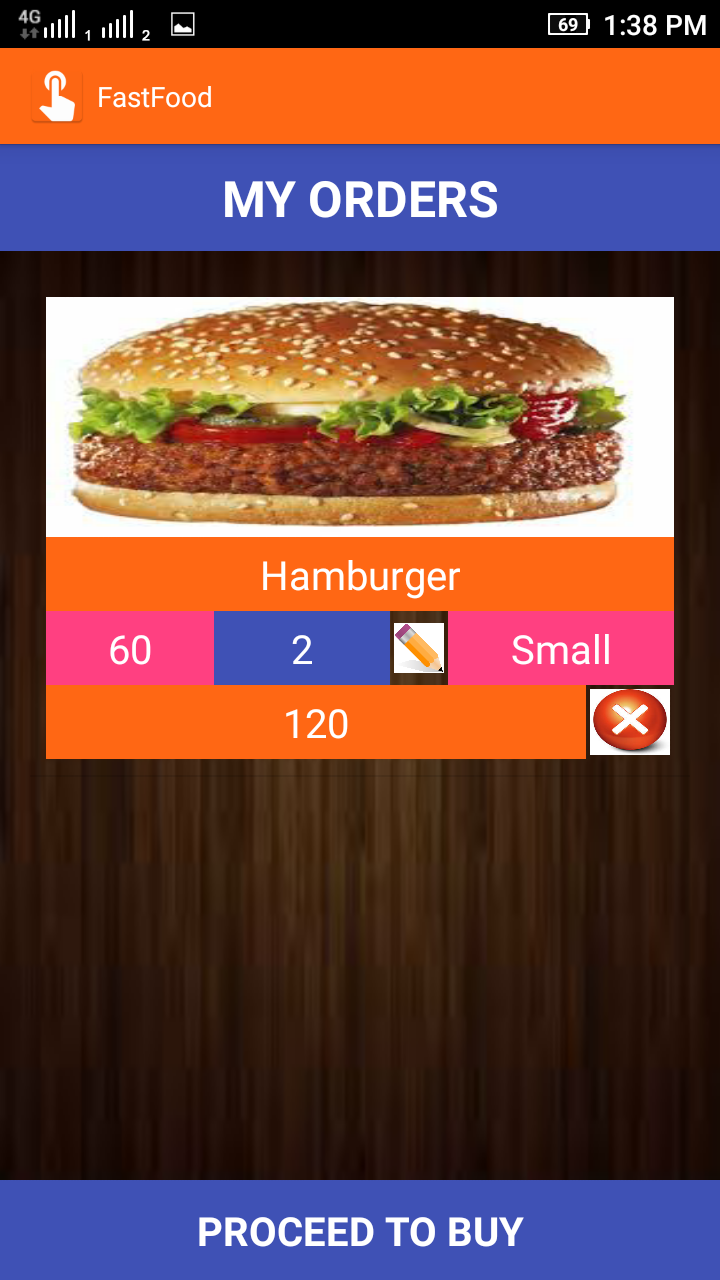 4G 1 2 69 1:38 PM
FastFood
MY ORDERS
Hamburger
60 2 Small
120
PROCEED TO BUY